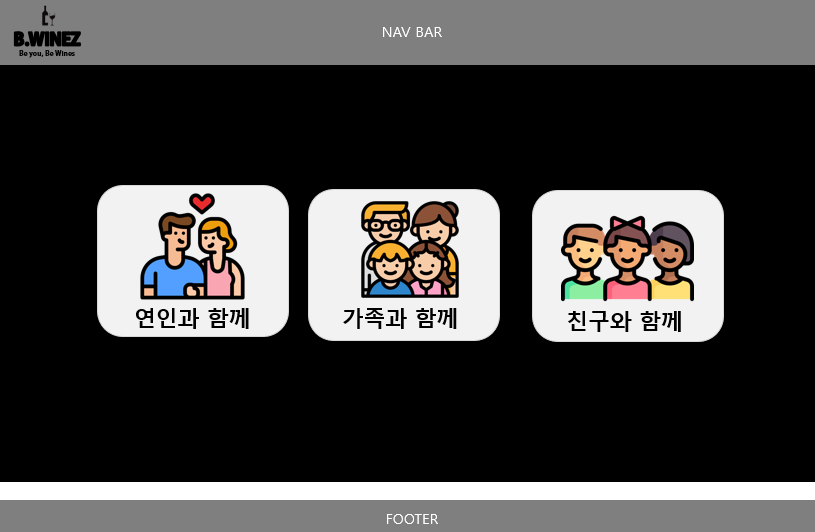 B.WINEZ
Be you, Be Wines
NAV BAR
연인과 함께
가족과 함께
친구와 함께
FOOTER